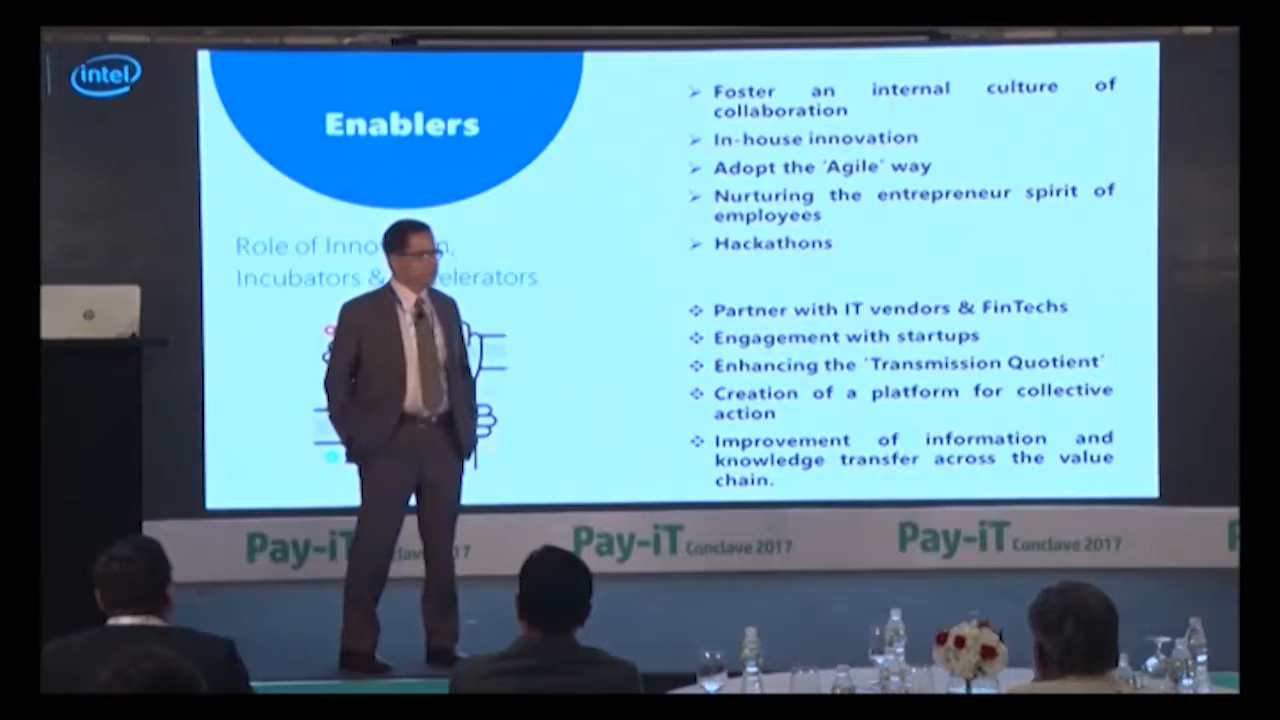 intel
Enablers
Role of
Incubators &
➢ Foster an internal culture of
collaboration
➢ In-house innovation
➢ Adopt the 'Agile' way
➢ Nurturing the entrepreneur spirit of
employees
➢ Hackathons
❖ Partner with IT vendors & FinTechs
❖ Engagement with startups
❖ Enhancing the 'Transmission Quotient'
❖ Creation of a platform for collective
action
❖ Improvement of information and
knowledge transfer across the value
chain.
Pay-iT
Pay-iT Conclave 2017
Pay-iT Conclave 2017